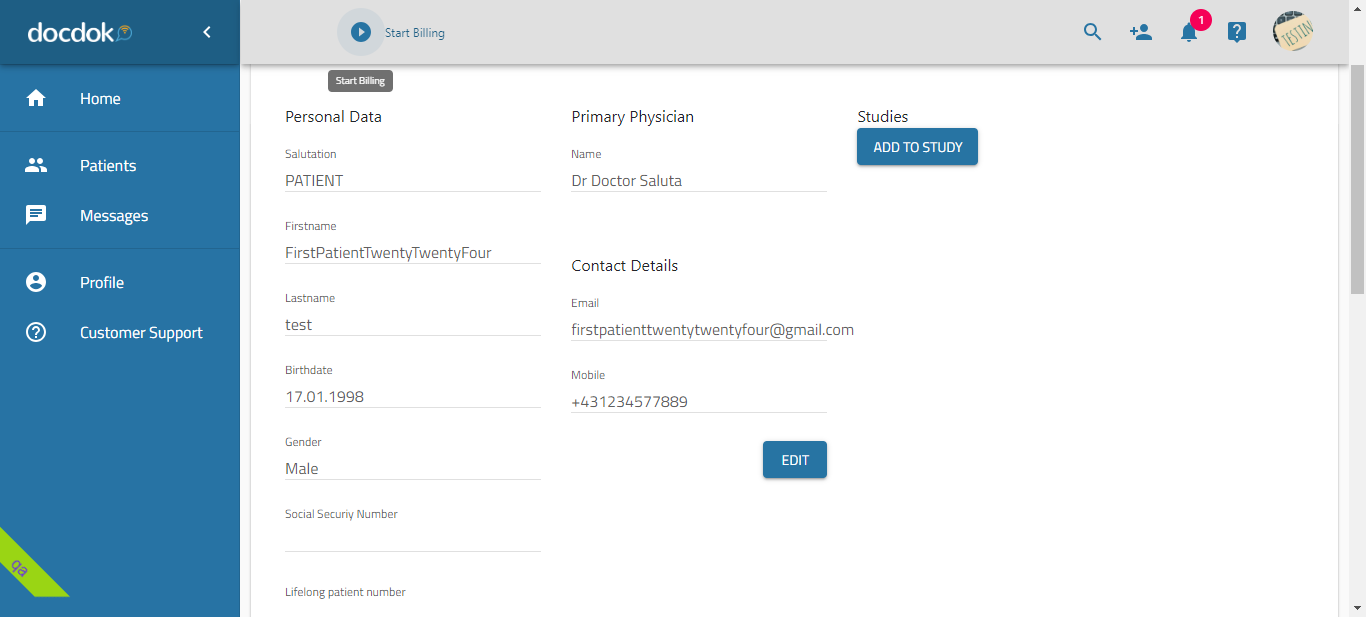 docdok
Start Billing
1
TESTIN
Start Billing
Home
Patients
Messages
Profile
Customer Support
qa
Personal Data
Salutation
PATIENT
Firstname
FirstPatientTwentyTwentyFour
Lastname
test
Birthdate
17.01.1998
Gender
Male
Social Securiy Number
Lifelong patient number
Primary Physician
Name
Dr Doctor Saluta
Contact Details
Email
firstpatienttwentytwentyfour@gmail.com
Mobile
+431234577889
EDIT
Studies
ADD TO STUDY